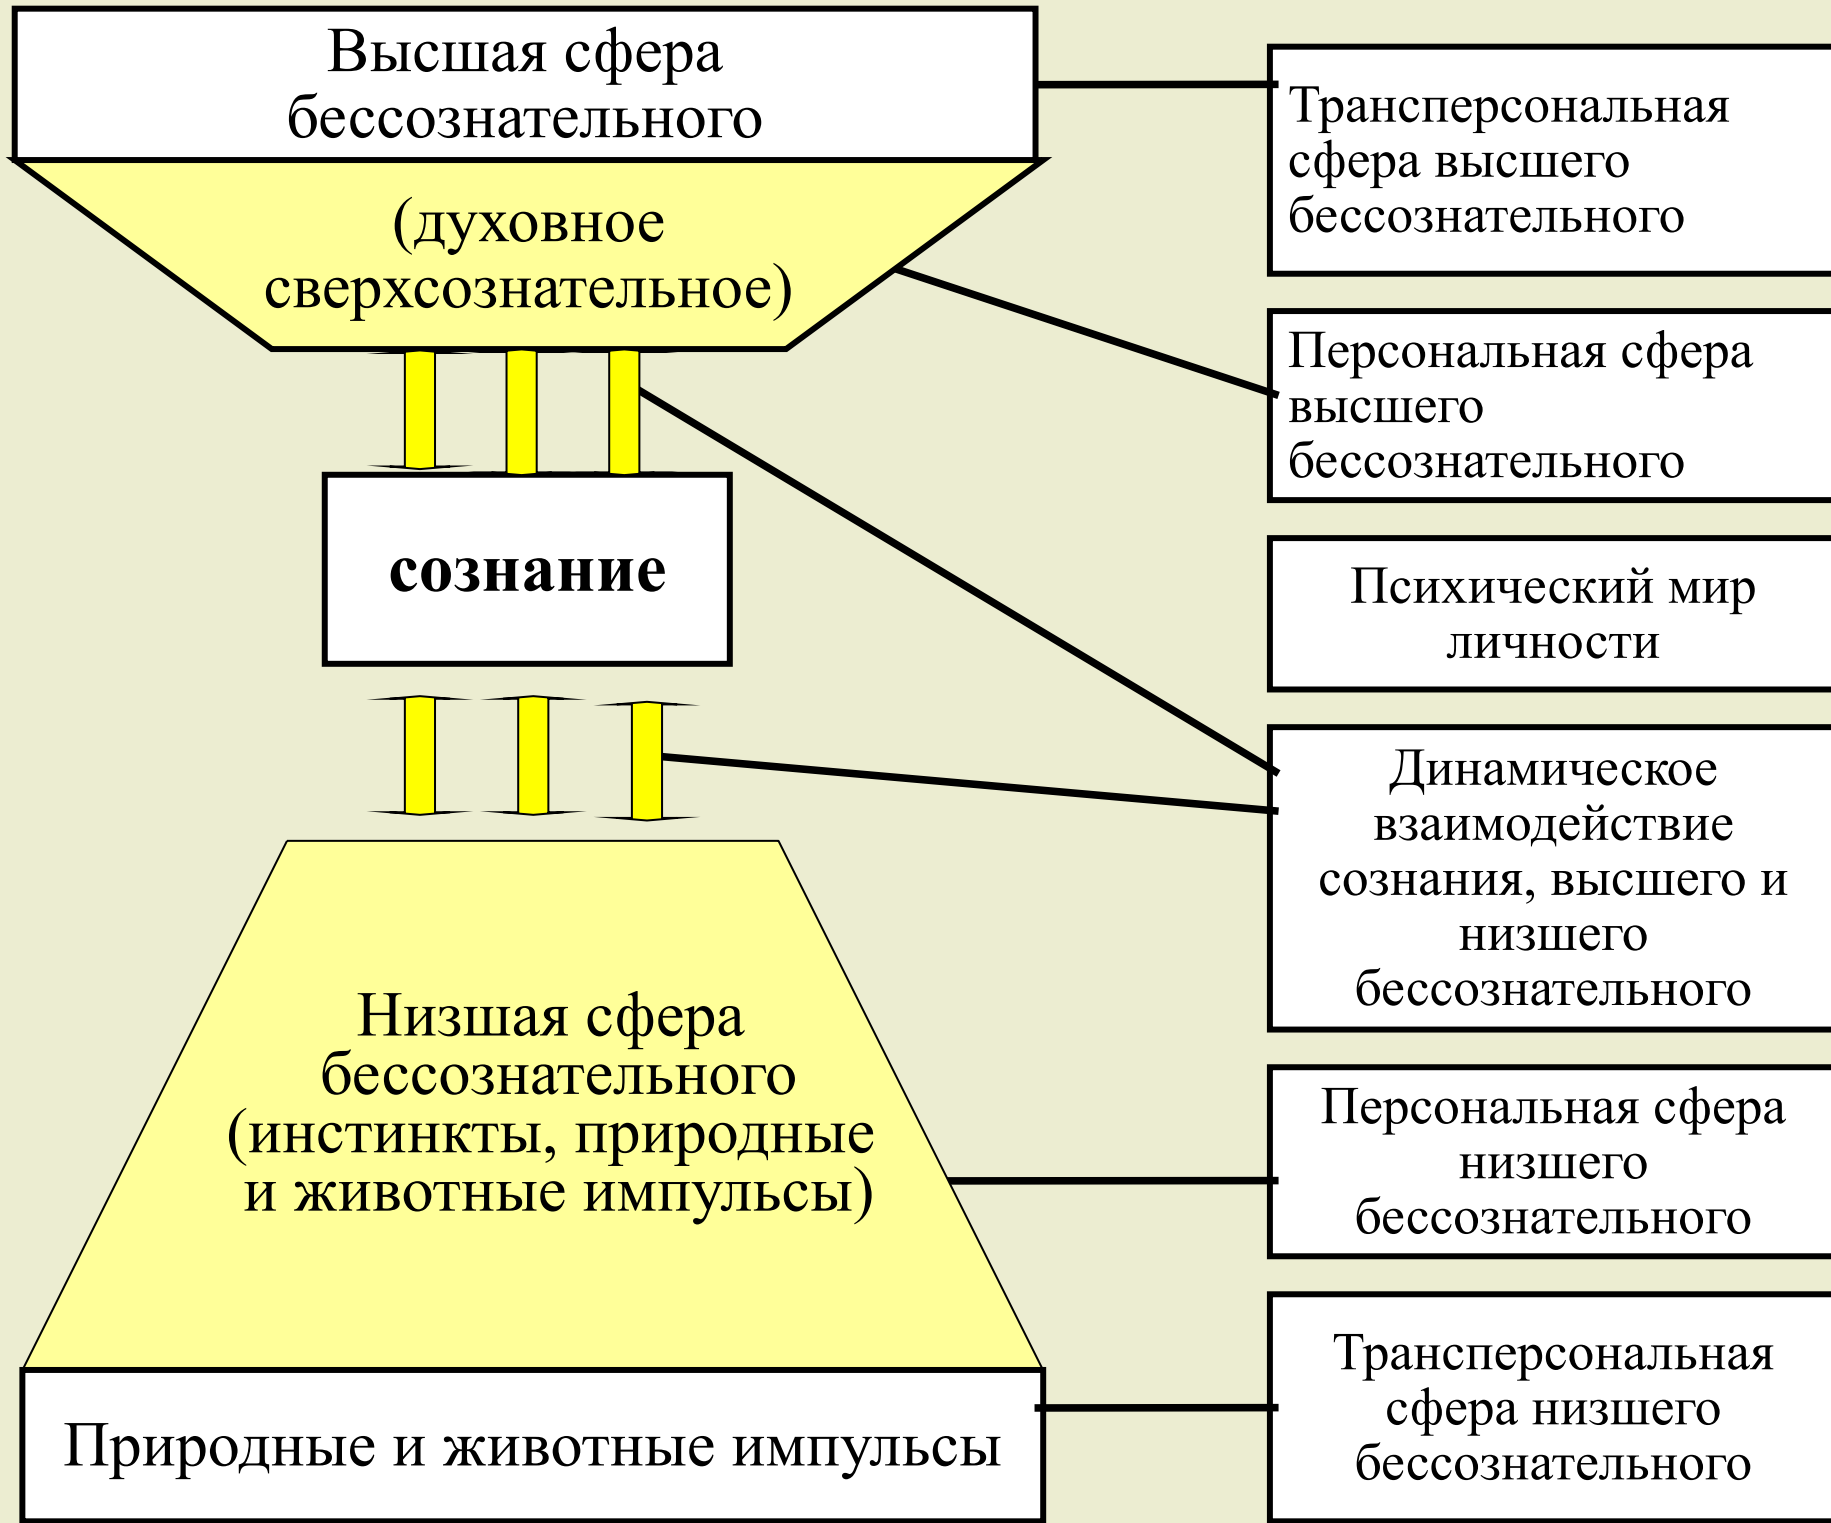 Высшая сфера
бессознательного
(духовное
сверхсознательное)
сознание
Низшая сфера
бессознательного
(инстинкты, природные
и животные импульсы)
Природные и животные импульсы
Трансперсональная
сфера высшего
бессознательного
Персональная сфера
высшего
бессознательного
Психический мир
личности
Динамическое
взаимодействие
сознания, высшего и
низшего
бессознательного
Персональная сфера
низшего
бессознательного
Трансперсональная
сфера низшего
бессознательного